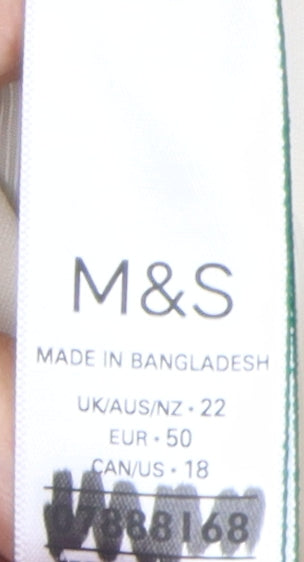 M&S
MADE IN BANGLADESH
UK/AUS/NZ • 22
EUR • 50
CAN/US • 18
07888168